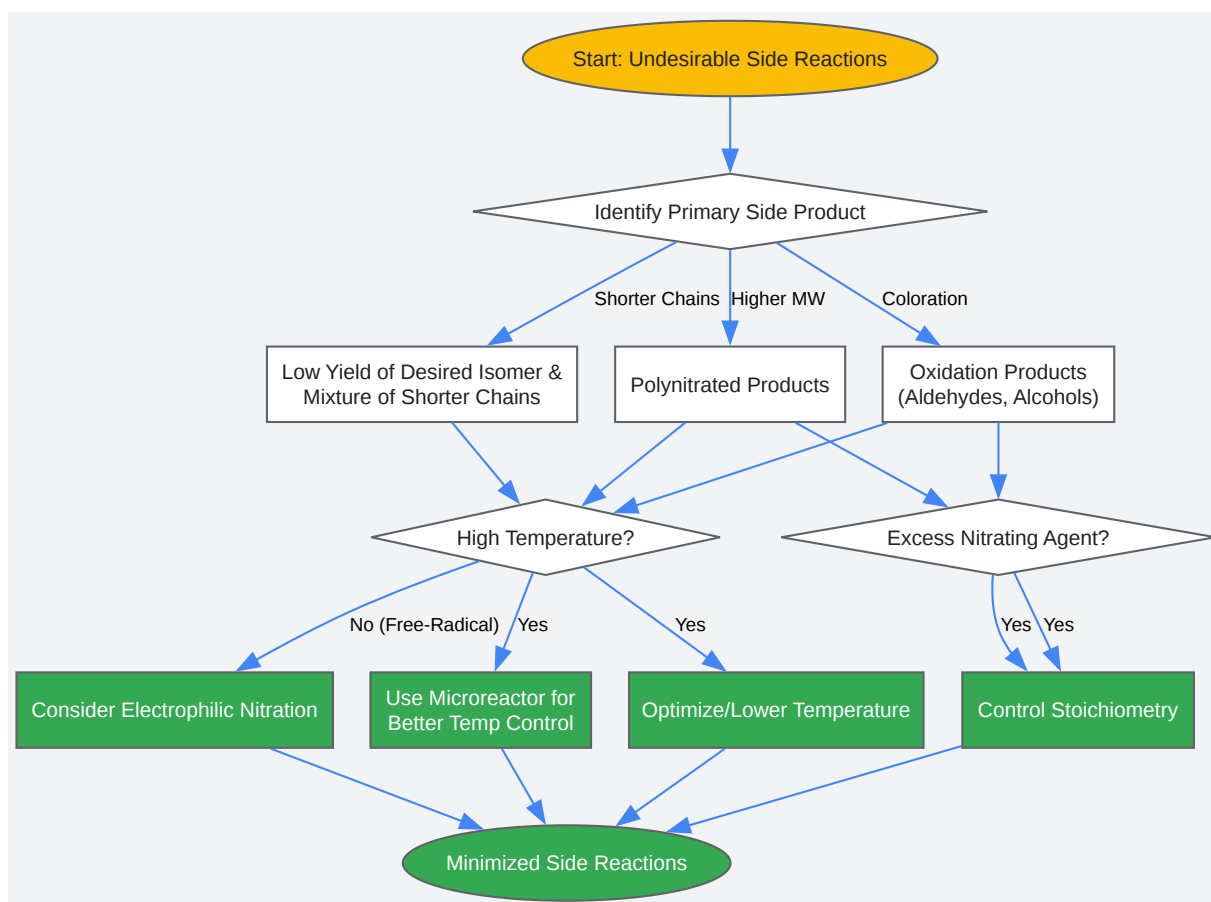 Start: Undesirable Side Reactions
Identify Primary Side Product
Shorter Chains
Higher MW
Coloration
Low Yield of Desired Isomer &
Mixture of Shorter Chains
Polynitrated Products
Oxidation Products
(Aldehydes, Alcohols)
High Temperature?
Excess Nitrating Agent?
No (Free-Radical)
Yes
Yes
Yes
Yes
Consider Electrophilic Nitration
Use Microreactor for
Better Temp Control
Optimize/Lower Temperature
Control Stoichiometry
Minimized Side Reactions